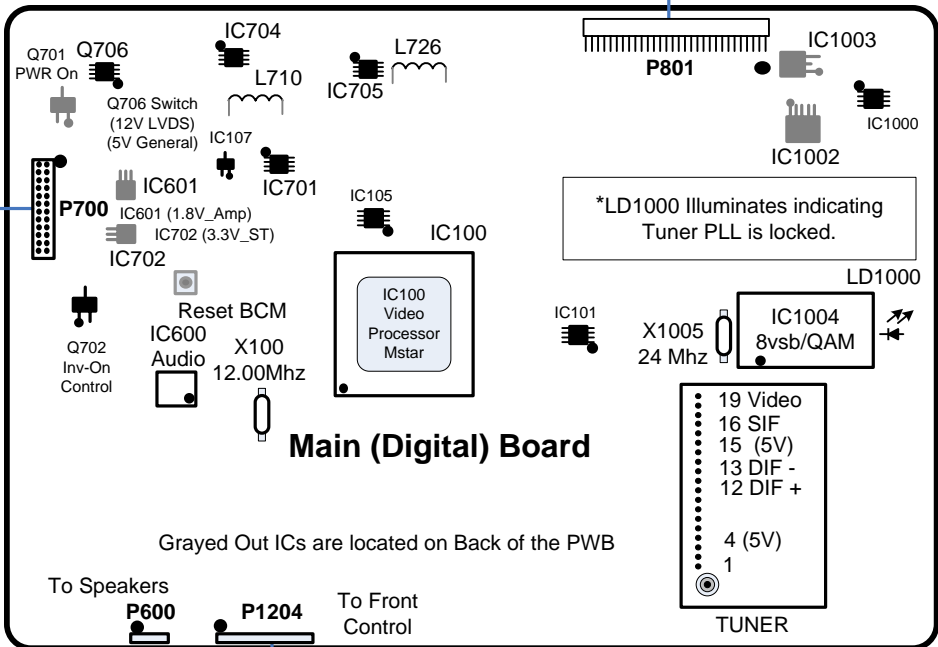 Q701
PWR On
Q706
IC704
L710
L726
IC705
P801
IC1003
IC1000
IC1002
Q706 Switch
(12V LVDS)
(5V General)
IC107
IC701
P700
IC601
IC601 (1.8V_Amp)
IC702 (3.3V_ST)
IC702
IC105
IC100
*LD1000 Illuminates indicating
Tuner PLL is locked.
LD1000
Reset BCM
IC100
Video
Processor
Mstar
IC101
X1005
24 Mhz
IC1004
8vsb/QAM
Q702
Inv-On
Control
IC600
Audio
X100
12.00Mhz
19 Video
16 SIF
15 (5V)
13 DIF -
12 DIF +
4 (5V)
1
TUNER
Main (Digital) Board
Grayed Out ICs are located on Back of the PWB
To Speakers
P600
P1204
To Front
Control